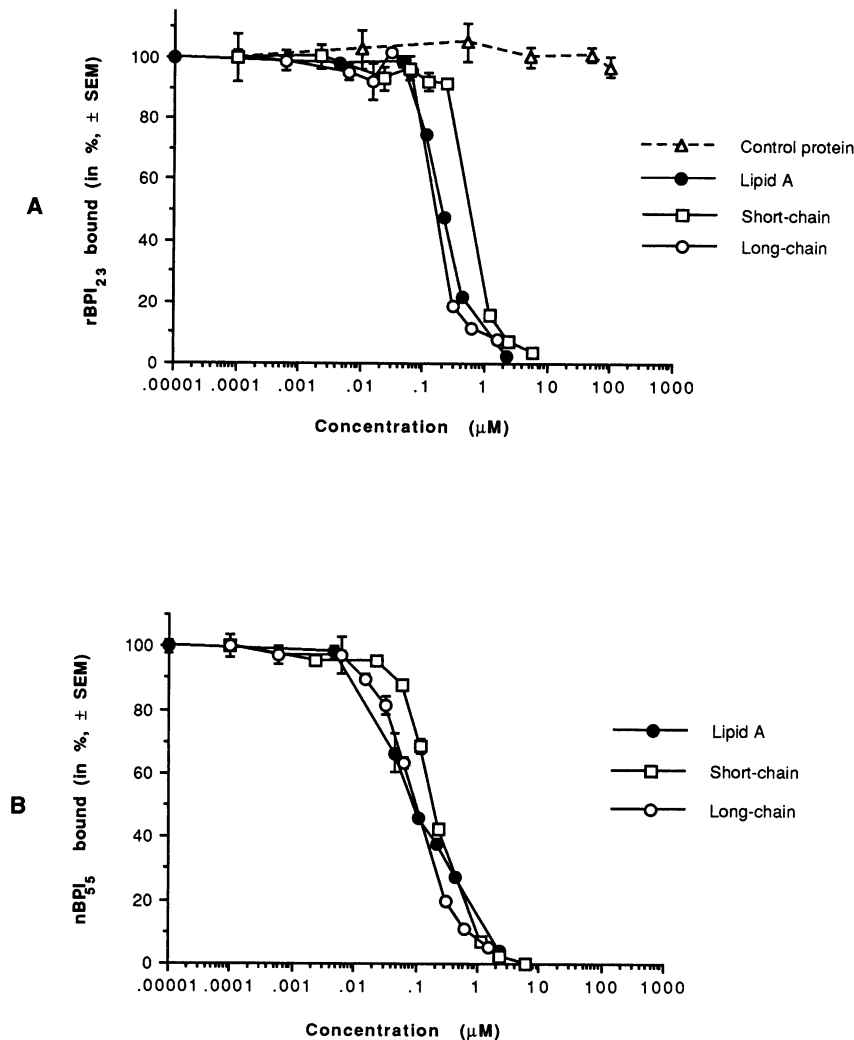 A
rBPI23 bound (in %, ± SEM)
100
80
60
40
20
0
.00001 .0001 .001 .01 .1 1 10 100 1000
Concentration (μM)
Control protein
Lipid A
Short-chain
Long-chain
B
nBPI55 bound (in %, ± SEM)
100
80
60
40
20
0
.00001 .0001 .001 .01 .1 1 10 100 1000
Concentration (μM)
Lipid A
Short-chain
Long-chain